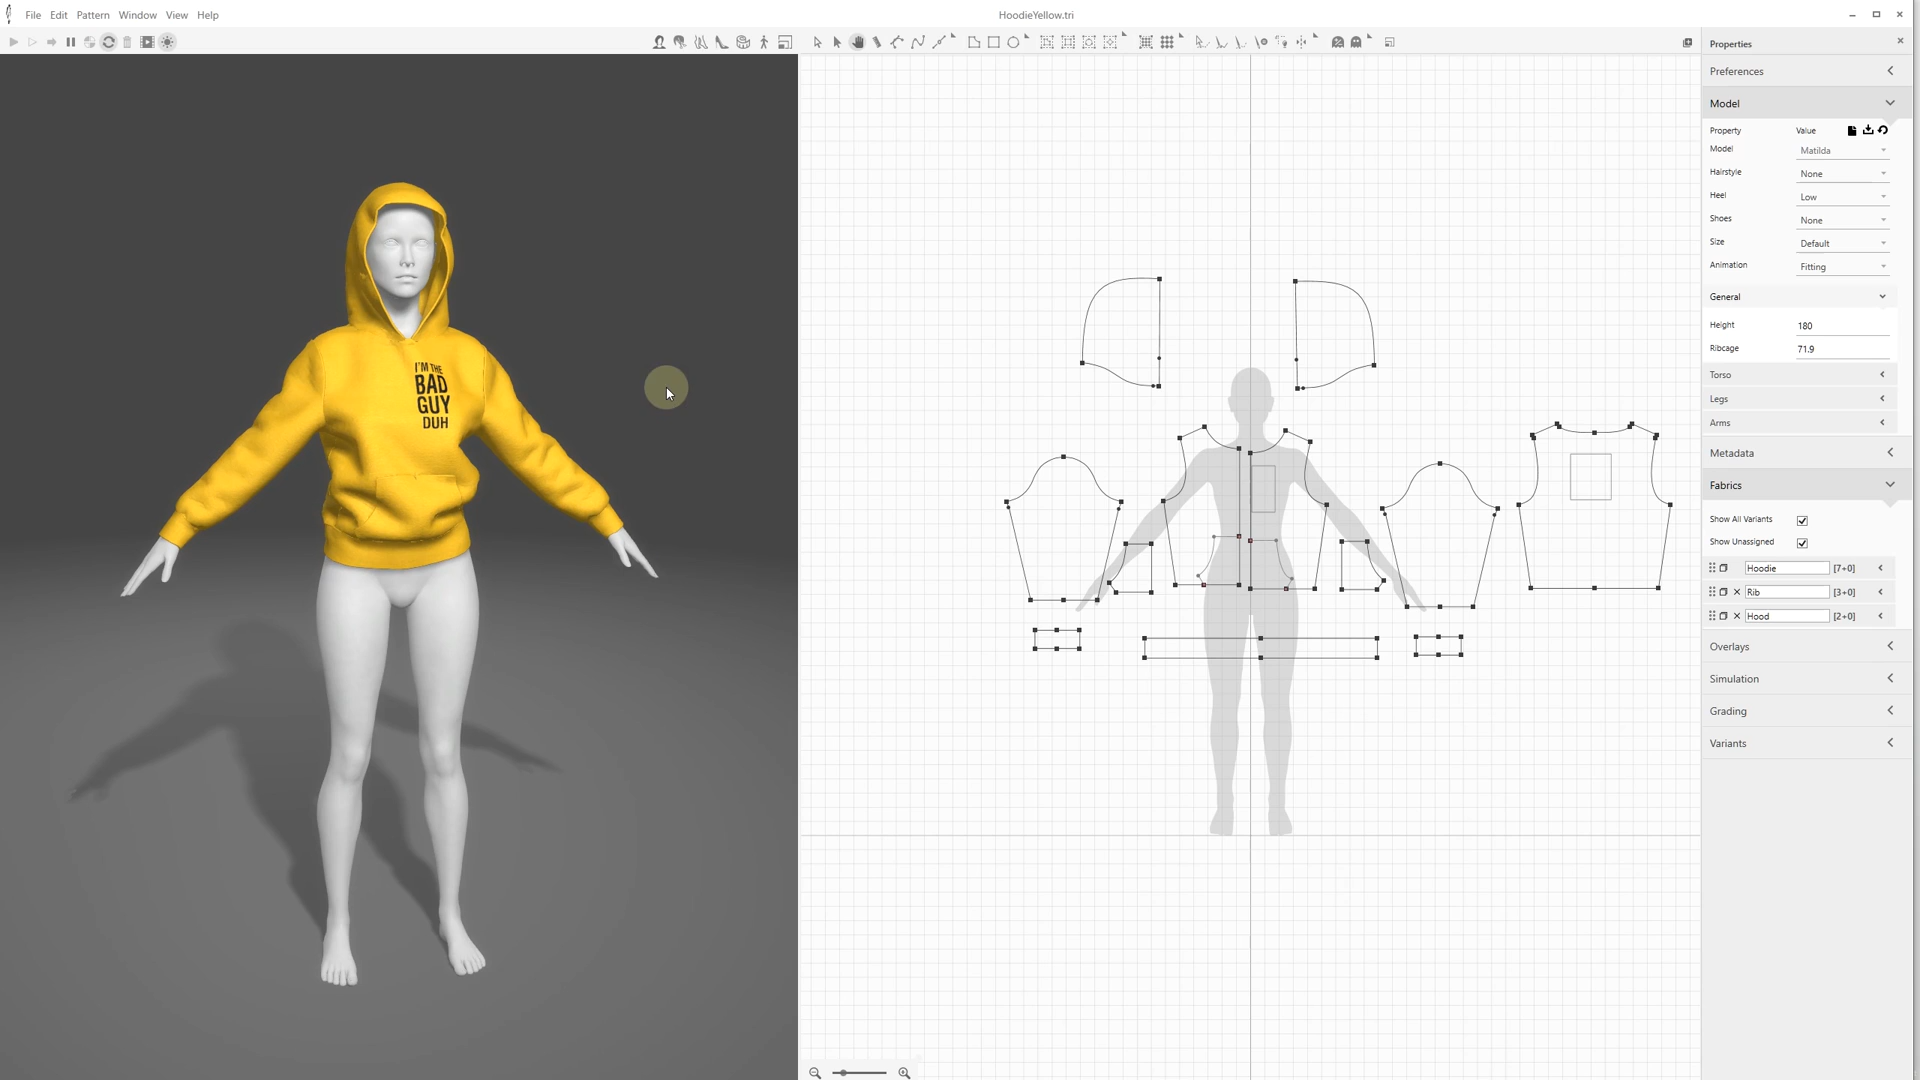 File Edit Pattern Window View Help
HoodieYellow.tri
Properties
Preferences
Model
Property Value
Model Matilda
Hairstyle None
Heel Low
Shoes None
Size Default
Animation Fitting
General
Height 180
Ribcage 71.9
Torso
Legs
Arms
Metadata
Fabrics
Show All Variants
Show Unassigned
Hoodie [7+0]
Rib [3+0]
Hood [2+0]
Overlays
Simulation
Grading
Variants
I'M THE
BAD
GUY
DUH